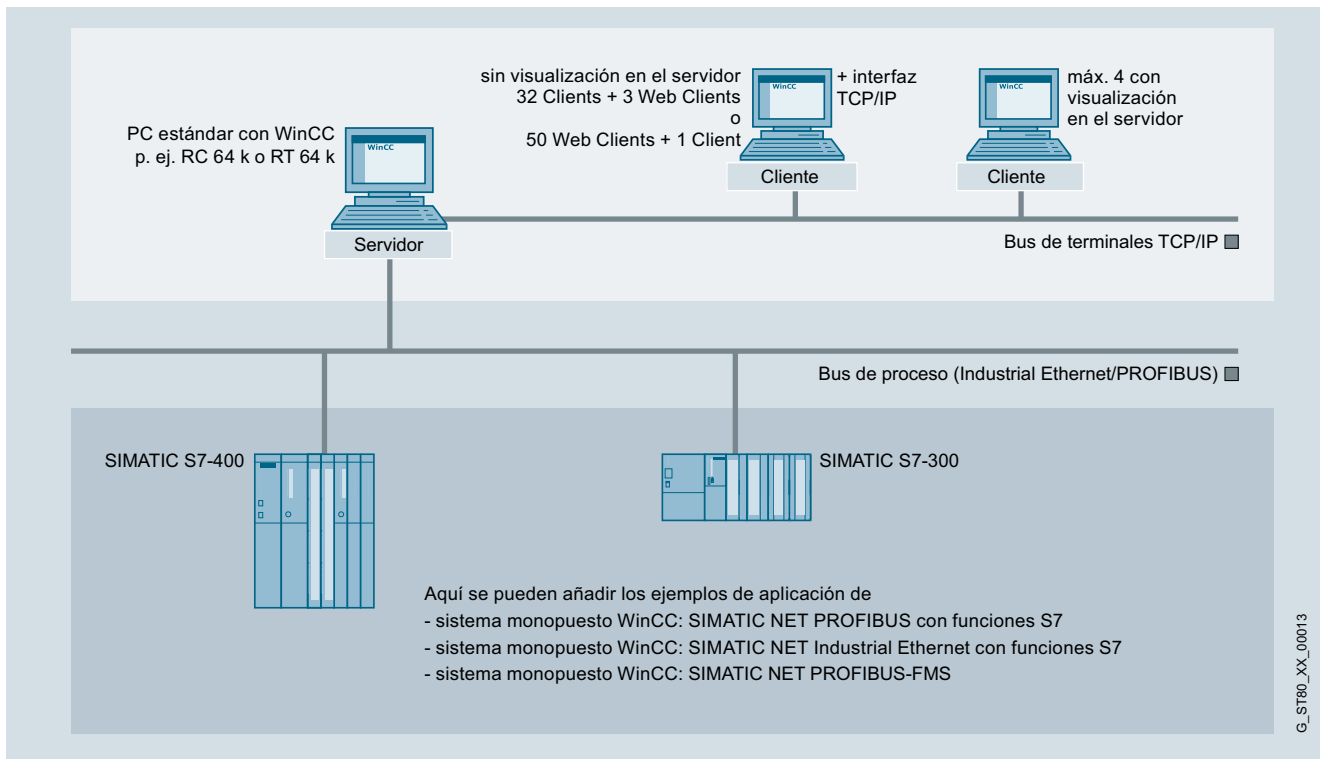 sin visualización en el servidor
32 Clients + 3 Web Clients
o
50 Web Clients + 1 Client
WinCC
+ interfaz
TCP/IP
Cliente
WinCC
máx. 4 con
visualización
en el servidor
Cliente
PC estándar con WinCC
p. ej. RC 64 k o RT 64 k
WinCC
Servidor
Bus de terminales TCP/IP
Bus de proceso (Industrial Ethernet/PROFIBUS)
SIMATIC S7-400
SIMATIC S7-300
Aquí se pueden añadir los ejemplos de aplicación de
- sistema monopuesto WinCC: SIMATIC NET PROFIBUS con funciones S7
- sistema monopuesto WinCC: SIMATIC NET Industrial Ethernet con funciones S7
- sistema monopuesto WinCC: SIMATIC NET PROFIBUS-FMS
G_ST80_XX_00013